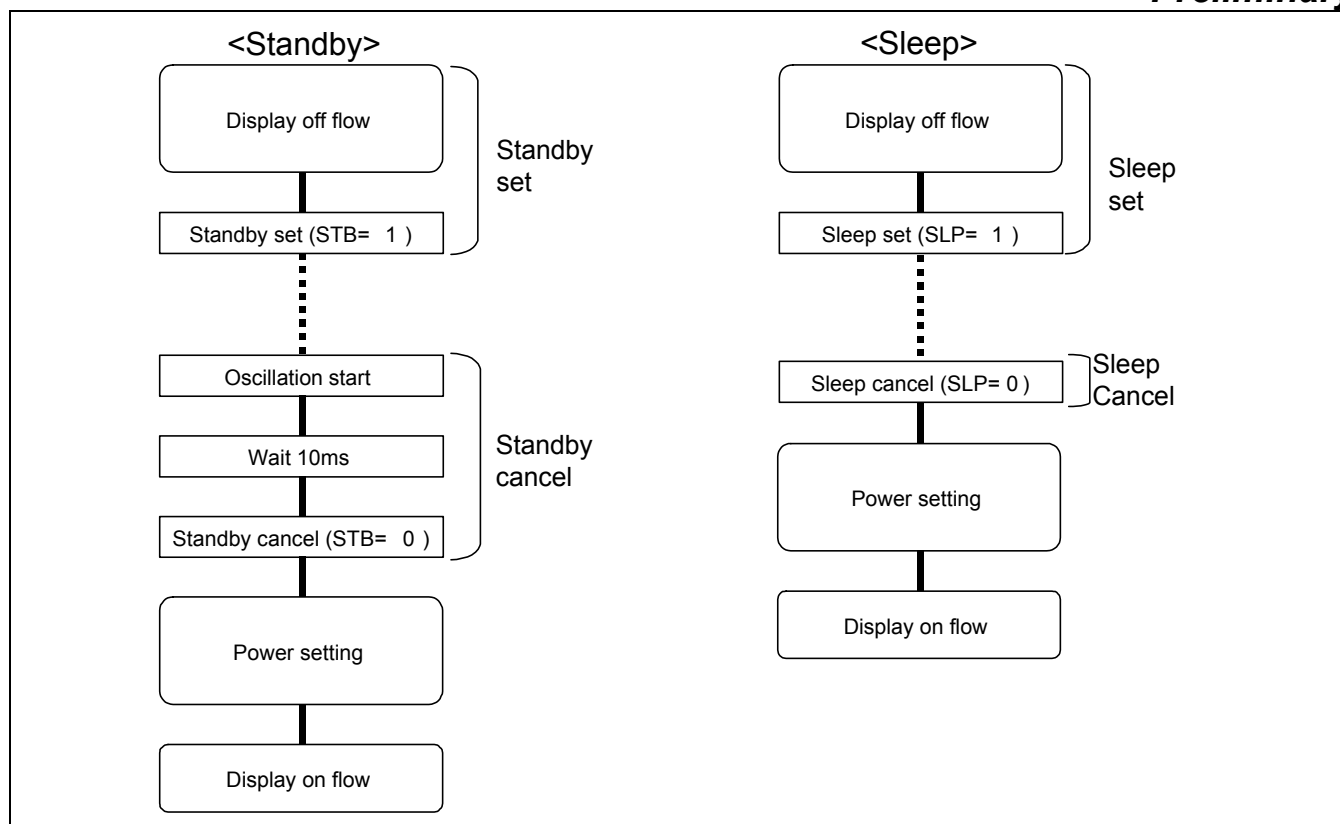 Preliminary
<Standby>
Display off flow
Standby set (STB= 1 )
Standby
set
Oscillation start
Wait 10ms
Standby cancel (STB= 0 )
Standby
cancel
Power setting
Display on flow
<Sleep>
Display off flow
Sleep set (SLP= 1 )
Sleep
set
Sleep cancel (SLP= 0 )
Sleep
Cancel
Power setting
Display on flow